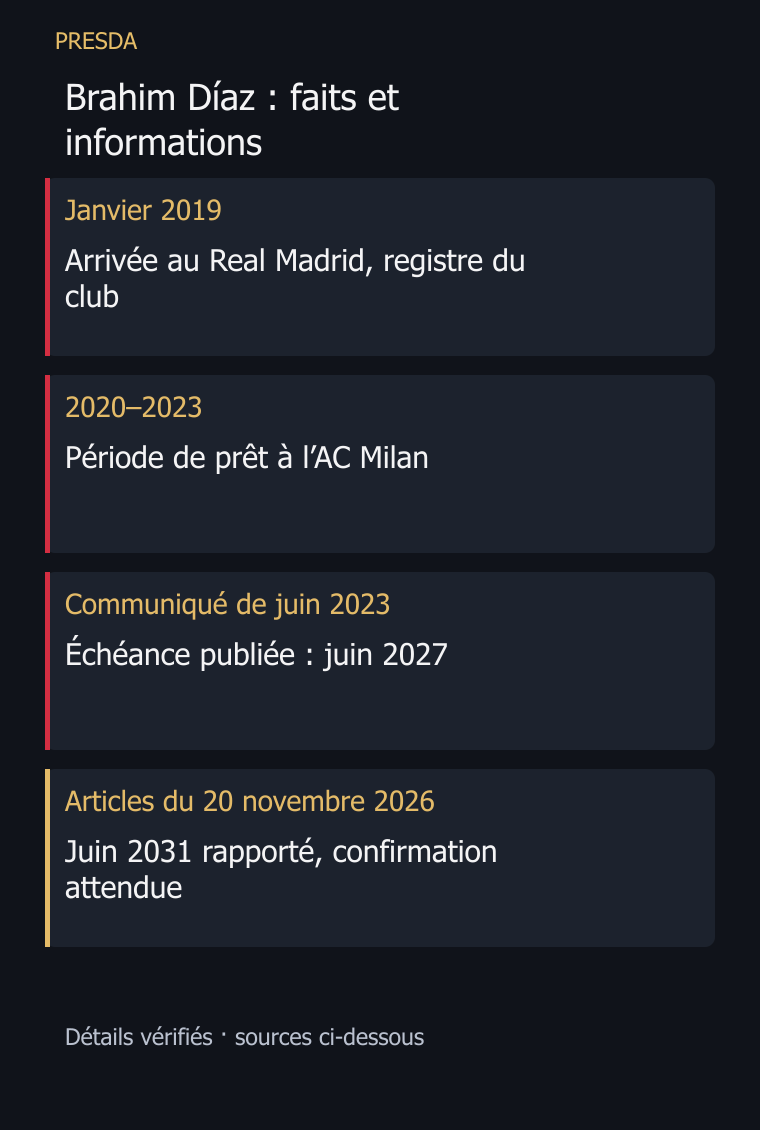 PRESDA
Brahim Díaz : faits et
informations
Janvier 2019
Arrivée au Real Madrid, registre du
club
2020–2023
Période de prêt à l’AC Milan
Communiqué de juin 2023
Échéance publiée : juin 2027
Articles du 20 novembre 2026
Juin 2031 rapporté, confirmation
attendue
Détails vérifiés · sources ci-dessous